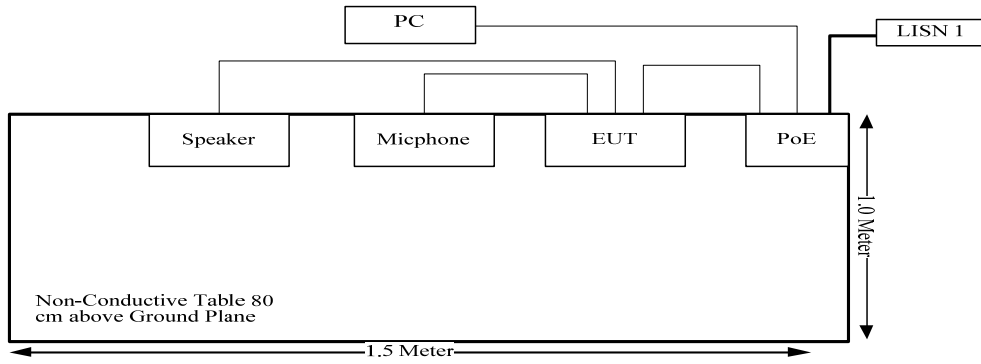 PC
LISN 1
Speaker
Micphone
EUT
PoE
1.0 Meter
Non-Conductive Table 80
cm above Ground Plane
1.5 Meter